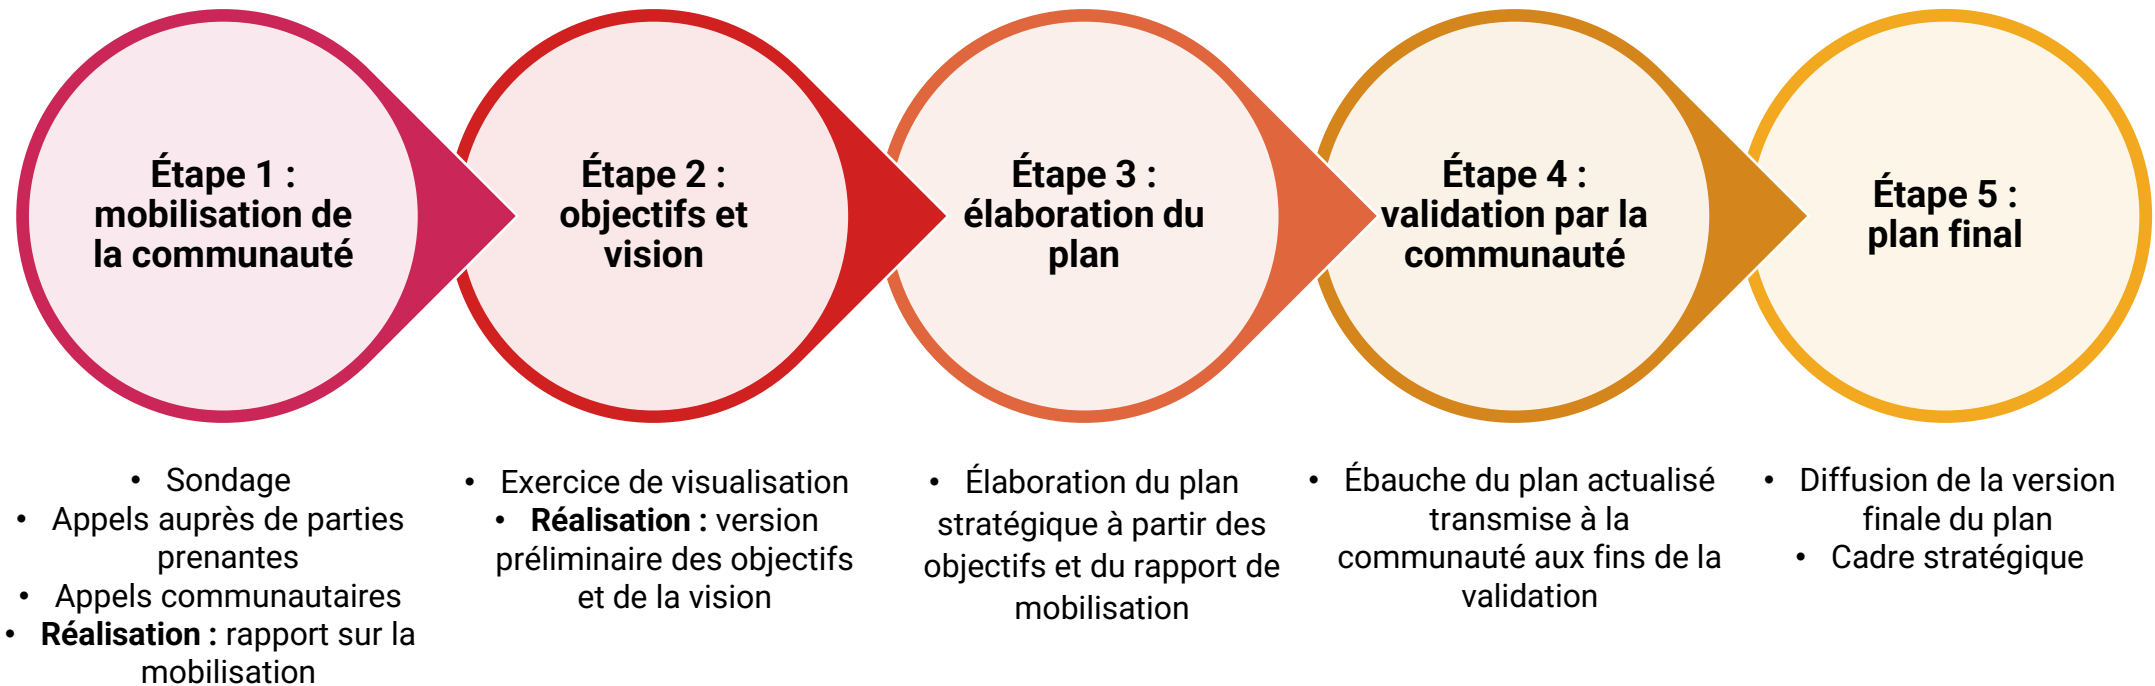 Étape 1 :
mobilisation de
la communauté
Étape 2 :
objectifs et
vision
Étape 3 :
élaboration du
plan
Étape 4 :
validation par la
communauté
Étape 5 :
plan final
• Sondage
• Appels auprès de parties
prenantes
• Appels communautaires
• Réalisation : rapport sur la
mobilisation
• Exercice de visualisation
• Réalisation : version
préliminaire des objectifs
et de la vision
• Élaboration du plan
stratégique à partir des
objectifs et du rapport de
mobilisation
• Ébauche du plan actualisé
transmise à la
communauté aux fins de la
validation
• Diffusion de la version
finale du plan
• Cadre stratégique